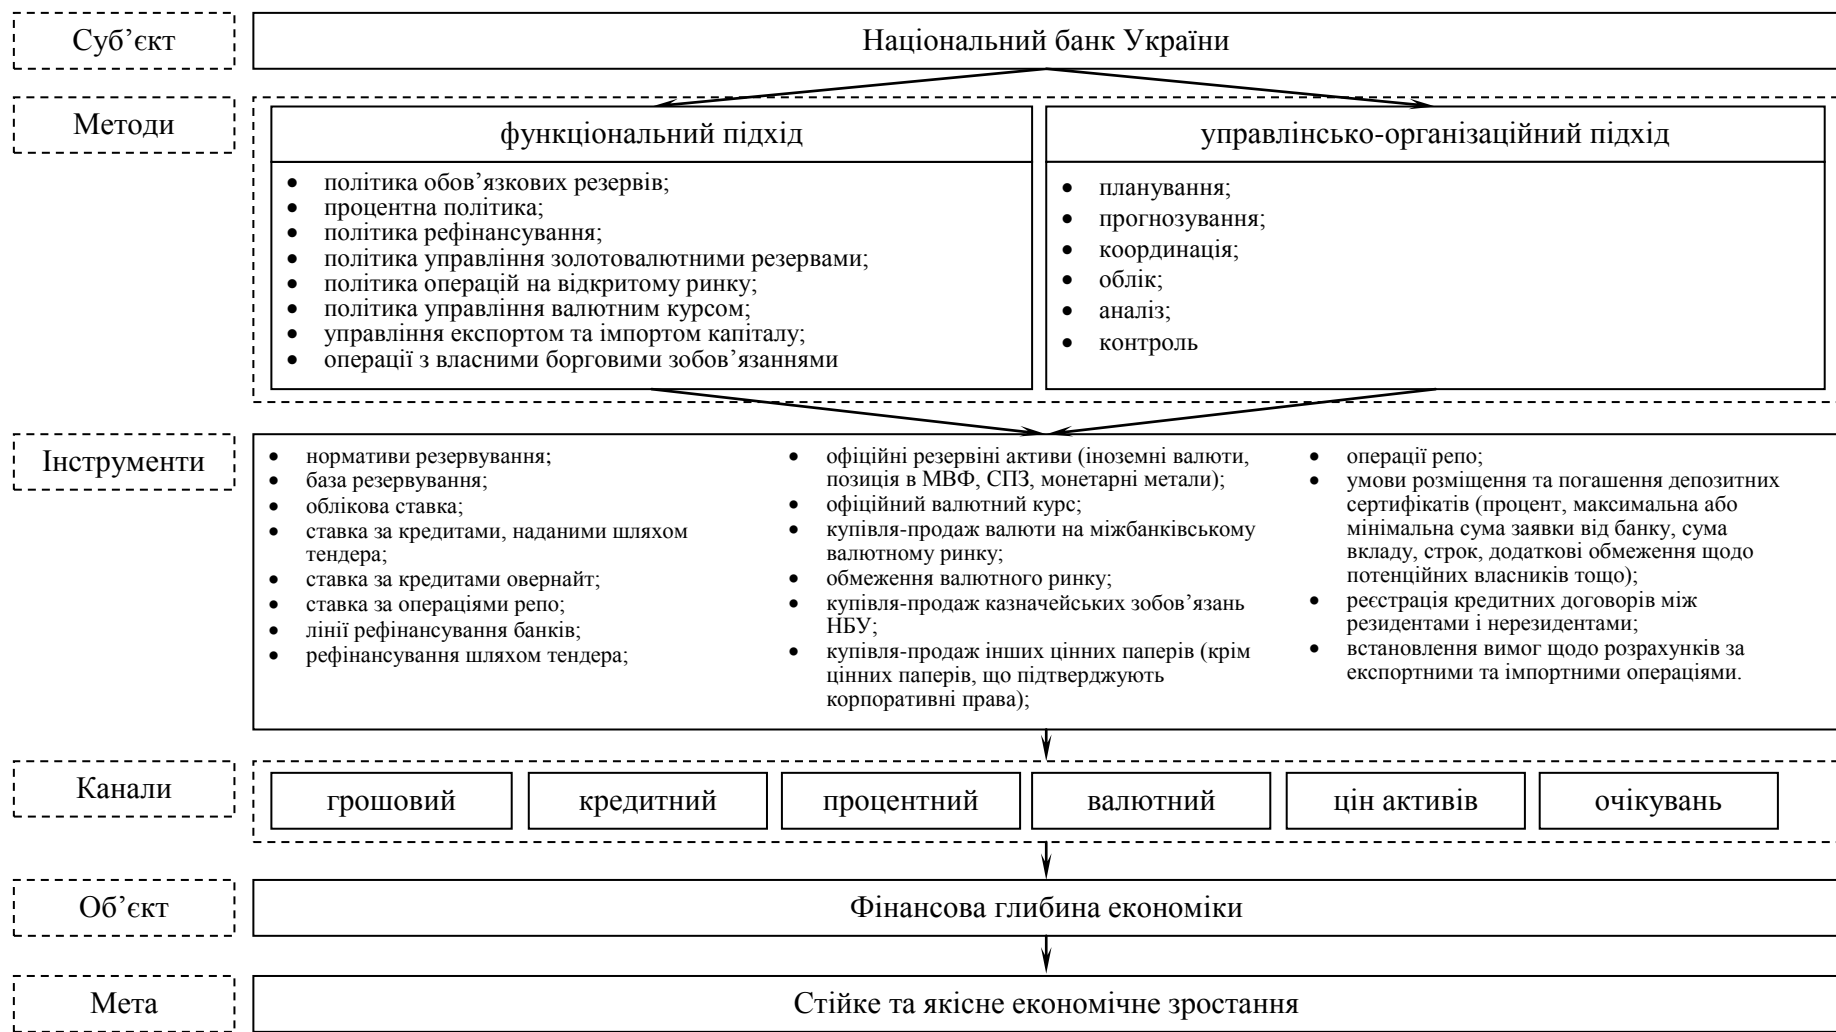 Суб’єкт
Національний банк України
Методи
функціональний підхід
• політика обов’язкових резервів;
• процентна політика;
• політика рефінансування;
• політика управління золотовалютними резервами;
• політика операцій на відкритому ринку;
• політика управління валютним курсом;
• управління експортом та імпортом капіталу;
• операції з власними борговими зобов’язаннями
управлінсько-організаційний підхід
• планування;
• прогнозування;
• координація;
• облік;
• аналіз;
• контроль
Інструменти
• нормативи резервування;
• база резервування;
• облікова ставка;
• ставка за кредитами, наданими шляхом
тендера;
• ставка за кредитами овернайт;
• ставка за операціями репо;
• лінії рефінансування банків;
• рефінансування шляхом тендера;
• офіційні резервіні активи (іноземні валюти,
позиція в МВФ, СПЗ, монетарні метали);
• офіційний валютний курс;
• купівля-продаж валюти на міжбанківському
валютному ринку;
• обмеження валютного ринку;
• купівля-продаж казначейських зобов’язань
НБУ;
• купівля-продаж інших цінних паперів (крім
цінних паперів, що підтверджують
корпоративні права);
• операції репо;
• умови розміщення та погашення депозитних
сертифікатів (процент, максимальна або
мінімальна сума заявки від банку, сума
вкладу, строк, додаткові обмеження щодо
потенційних власників тощо);
• реєстрація кредитних договорів між
резидентами і нерезидентами;
• встановлення вимог щодо розрахунків за
експортними та імпортними операціями.
Канали
грошовий
кредитний
процентний
валютний
цін активів
очікувань
Об’єкт
Фінансова глибина економіки
Мета
Стійке та якісне економічне зростання